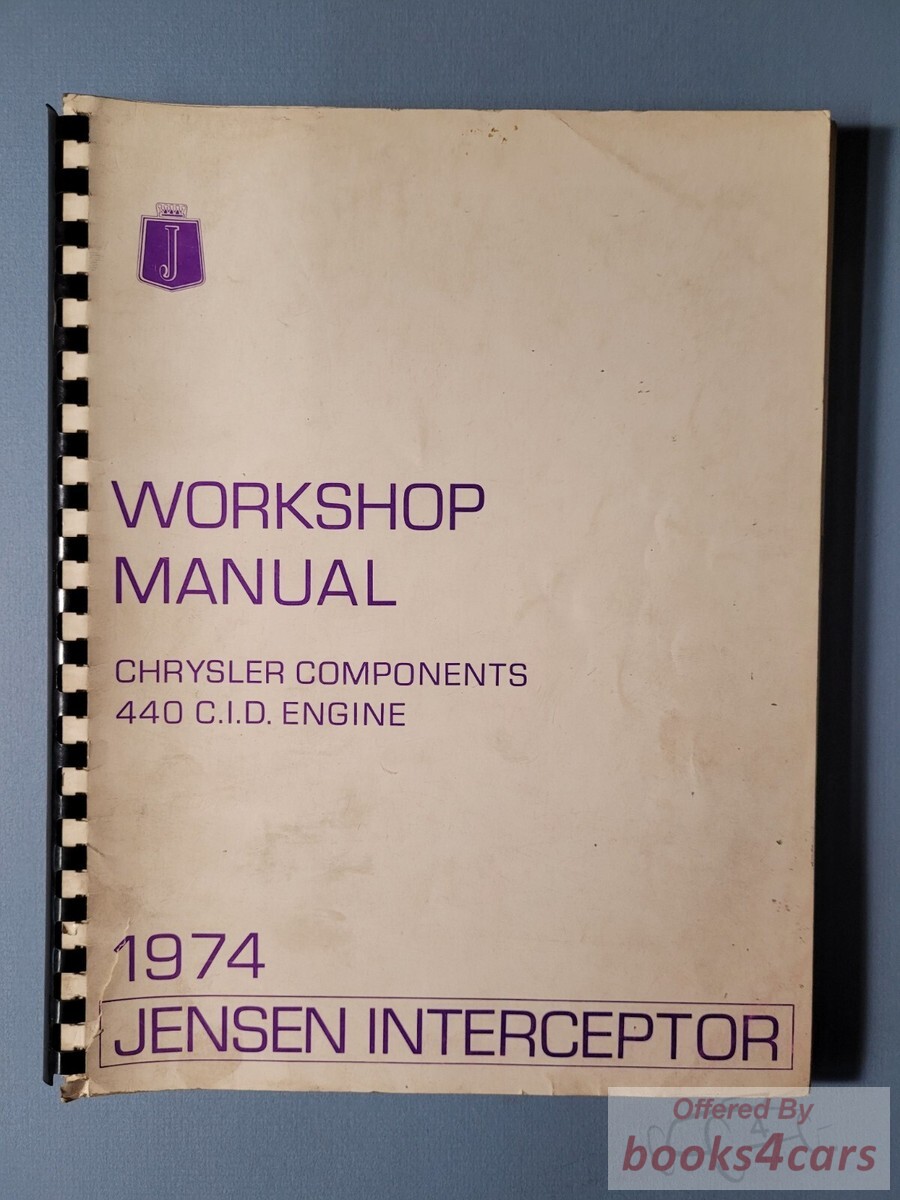 J
WORKSHOP
MANUAL
CHRYSLER COMPONENTS
440 C.I.D. ENGINE
1974
JENSEN INTERCEPTOR
Offered By
books4cars